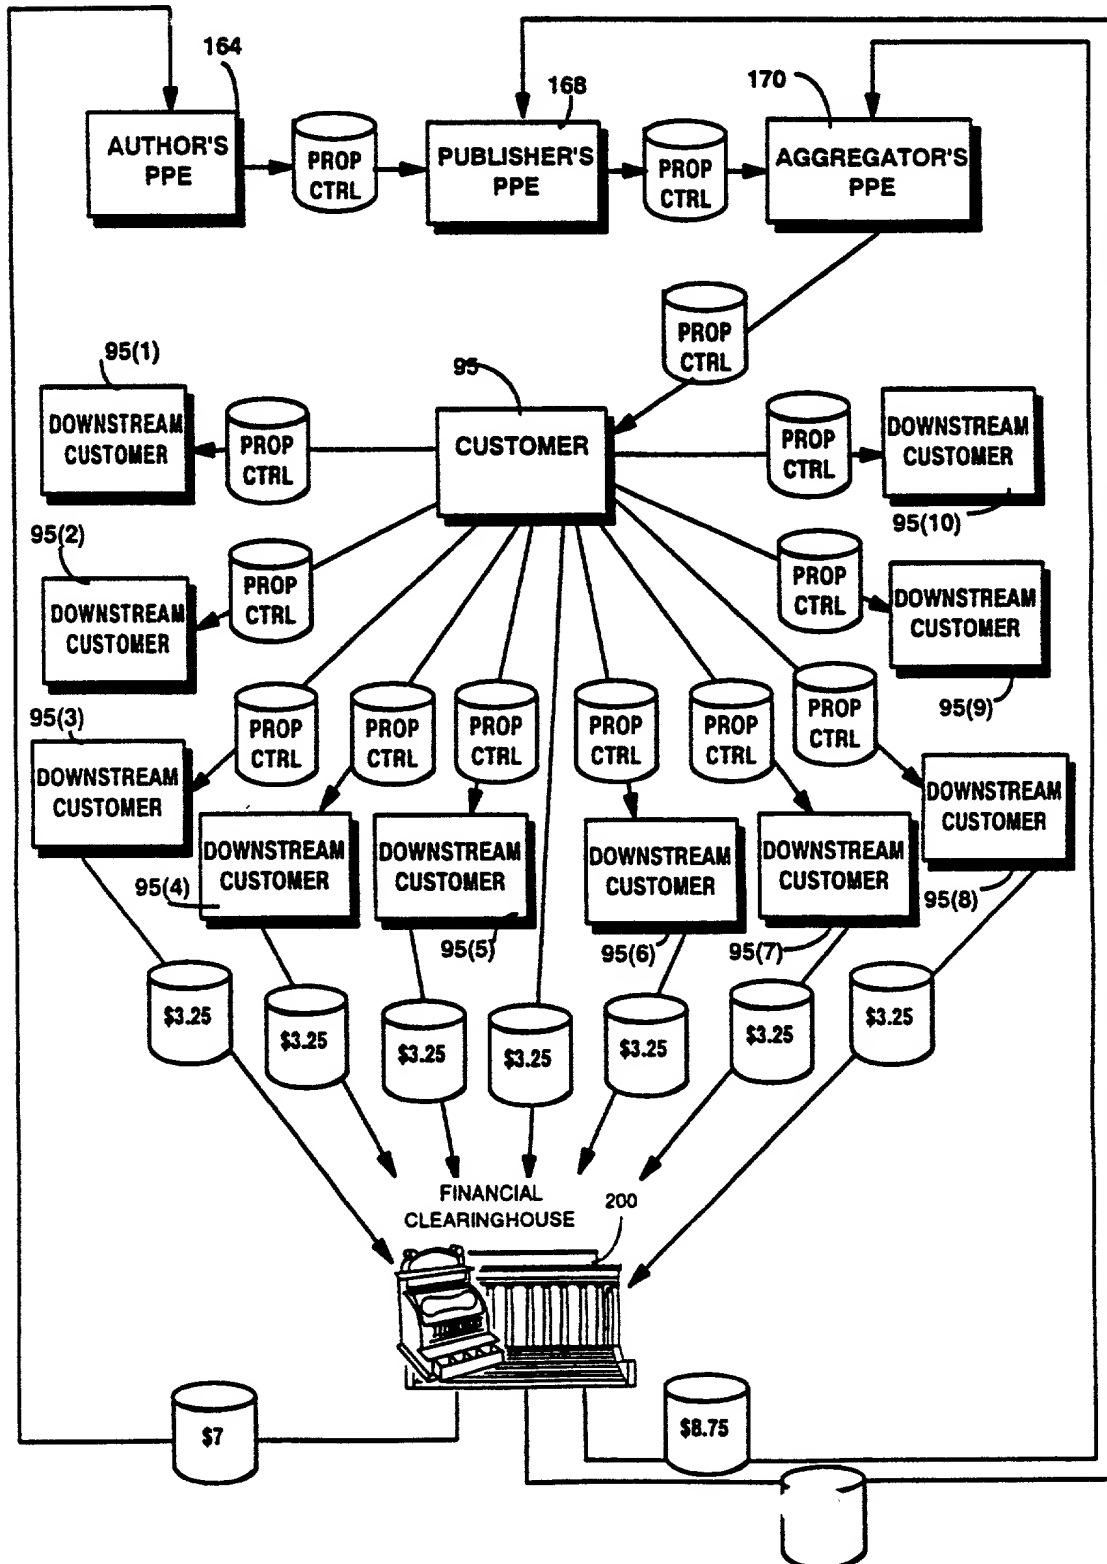 164
168
170
AUTHOR'S
PPE
PROP
CTRL
PUBLISHER'S
PPE
PROP
CTRL
AGGREGATOR'S
PPE
PROP
CTRL
95(1)
95
DOWNSTREAM
CUSTOMER
PROP
CTRL
CUSTOMER
PROP
CTRL
DOWNSTREAM
CUSTOMER
95(10)
95(2)
DOWNSTREAM
CUSTOMER
PROP
CTRL
PROP
CTRL
DOWNSTREAM
CUSTOMER
95(9)
95(3)
DOWNSTREAM
CUSTOMER
PROP
CTRL
PROP
CTRL
PROP
CTRL
PROP
CTRL
PROP
CTRL
PROP
CTRL
DOWNSTREAM
CUSTOMER
95(8)
DOWNSTREAM
CUSTOMER
95(4)
DOWNSTREAM
CUSTOMER
95(5)
DOWNSTREAM
CUSTOMER
95(6)
DOWNSTREAM
CUSTOMER
95(7)
$3.25
$3.25
$3.25
$3.25
$3.25
$3.25
$3.25
FINANCIAL
CLEARINGHOUSE
200
$7
$8.75